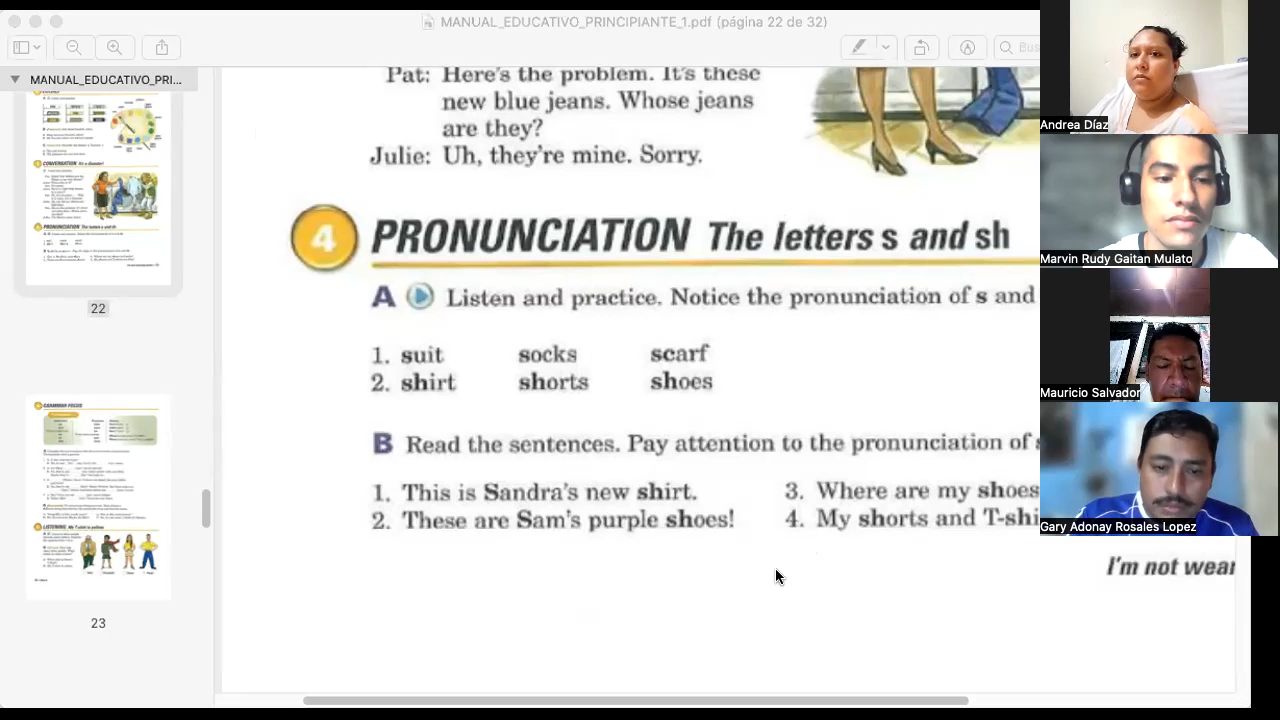 MANUAL_EDUCATIVO_PRINCIPIANTE_1.pdf (página 22 de 32)
Bus
MANUAL_EDUCATIVO_PRI...
22
23
Pat: Here's the problem. It's these
new blue jeans. Whose jeans
are they?
Julie: Uh, they're mine. Sorry.
4 PRONUNCIATION The letters s and sh
A Listen and practice. Notice the pronunciation of s and
1. suit socks scarf
2. shirt shorts shoes
B Read the sentences. Pay attention to the pronunciation of s
1. This is Sharon's new shirt. 3. Where are my shoes
2. These are Sam's purple shoes! 4. My shorts and T-shi
I'm not wear
Andrea Díaz
Marvin Rudy Gaitan Mulato
Mauricio Salvador
Gary Adonay Rosales Lopez